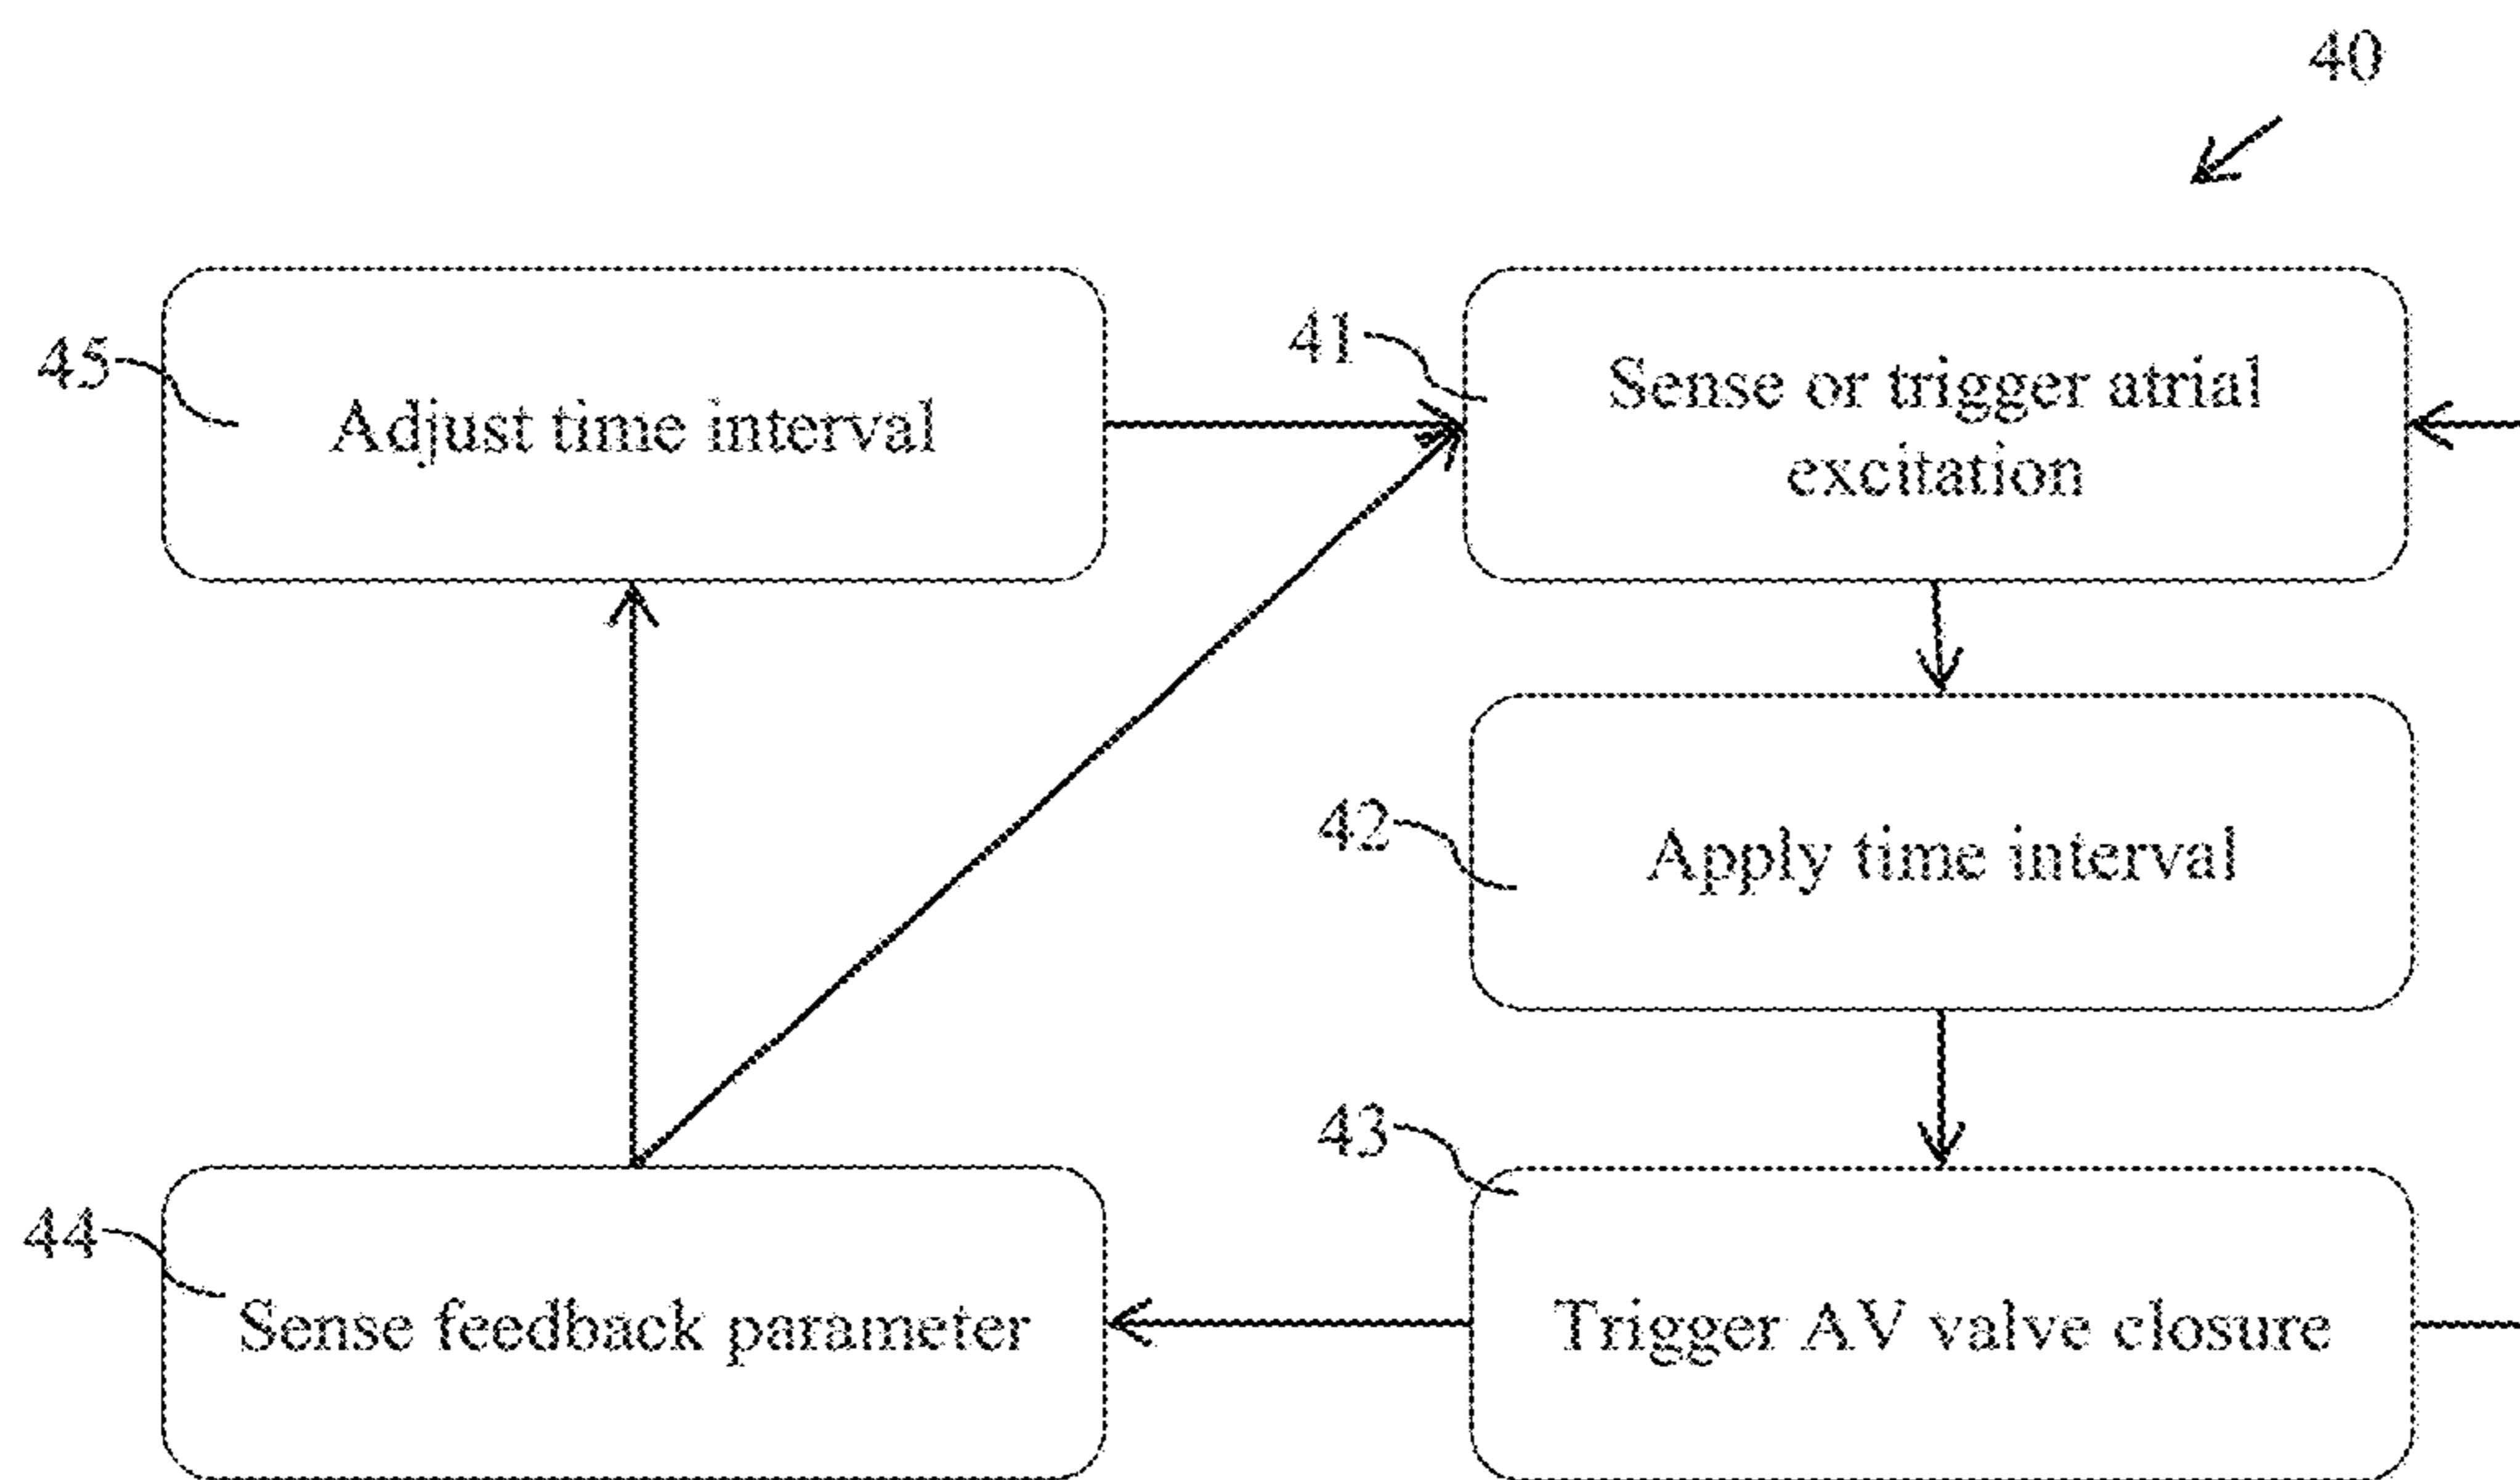 40
45
Adjust time interval
41
Sense or trigger atrial
excitation
42
Apply time interval
43
Trigger AV valve closure
44
Sense feedback parameter